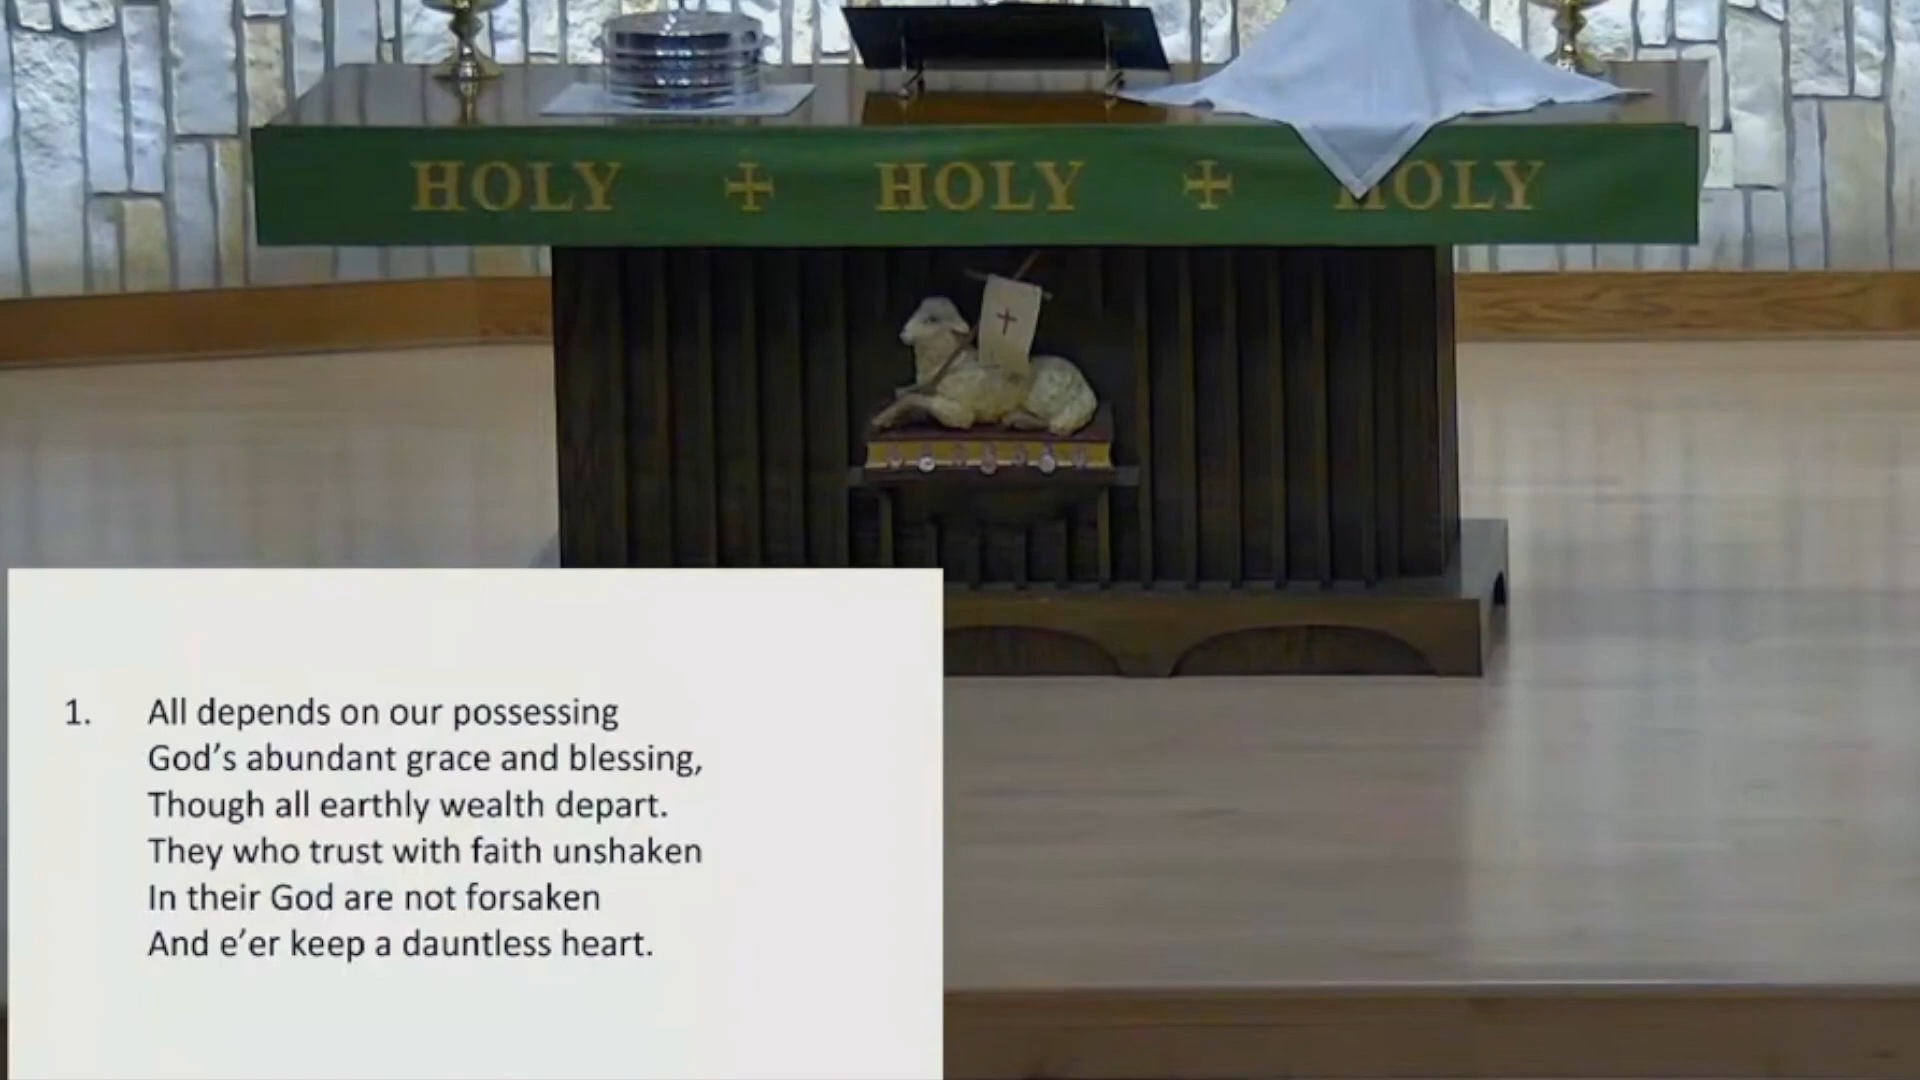 HOLY + HOLY + HOLY
1. All depends on our possessing
God's abundant grace and blessing,
Though all earthly wealth depart.
They who trust with faith unshaken
In their God are not forsaken
And e'er keep a dauntless heart.